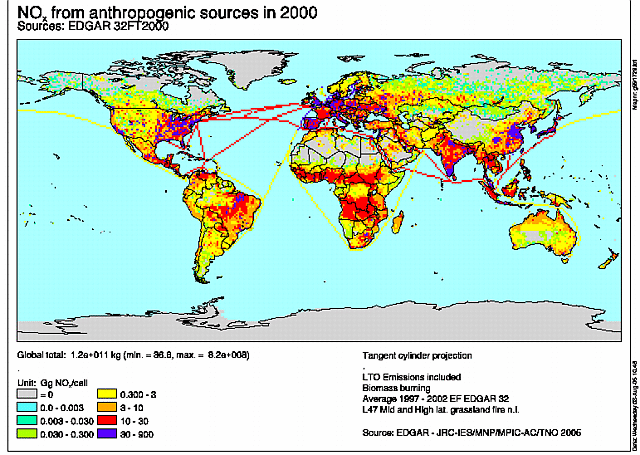 NOx from anthropogenic sources in 2000
Sources: EDGAR 32FT2000
Global total: 1.2e+011 kg (min. = 36.8, max. = 8.2e+008)
Unit: Gg NO₂/cell
= 0
0.0 - 0.003
0.003 - 0.030
0.030 - 0.300
0.300 - 3
3 - 10
10 - 30
30 - 900
Tangent cylinder projection
LTO Emissions included
Biomass burning
Average 1997 - 2002 EF EDGAR 32
L47 Mid and High lat. grassland fire n.i.
Source: EDGAR - JRC-IES/MNP/MPIC-AC/TNO 2005